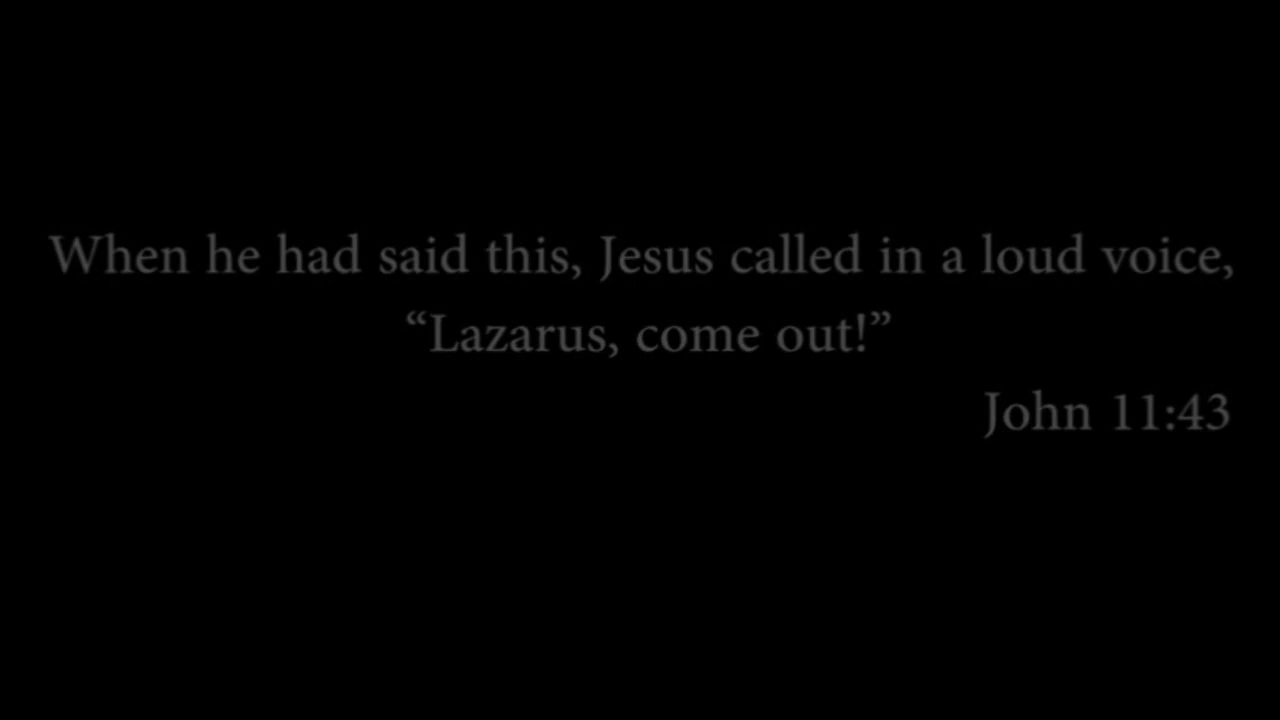 When he had said this, Jesus called in a loud voice,
“Lazarus, come out!”
John 11:43